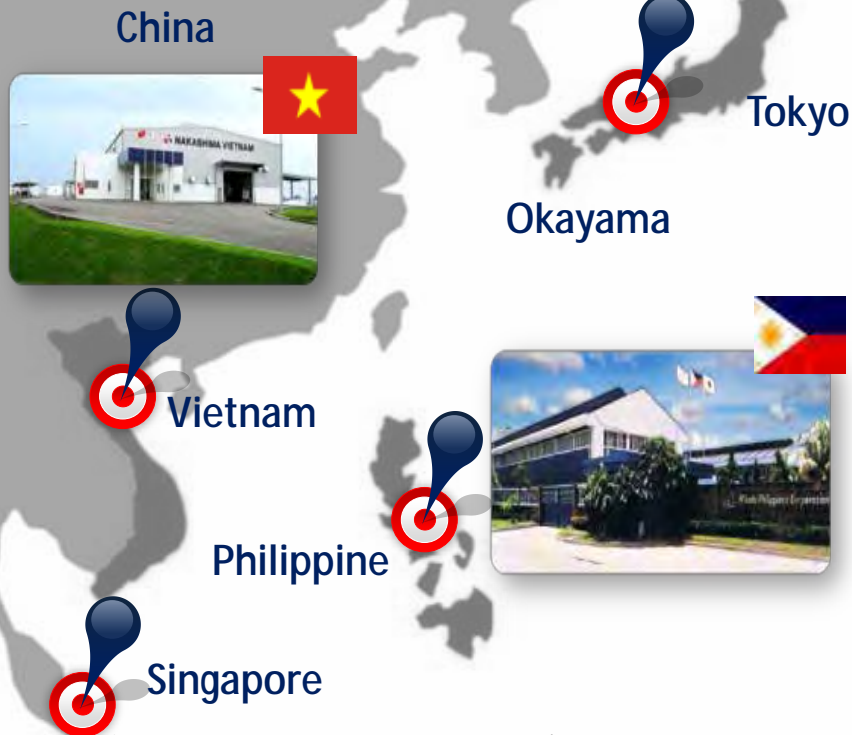 China
NAKASHIMA VIETNAM
Tokyo
Okayama
Vietnam
Philippine
Singapore